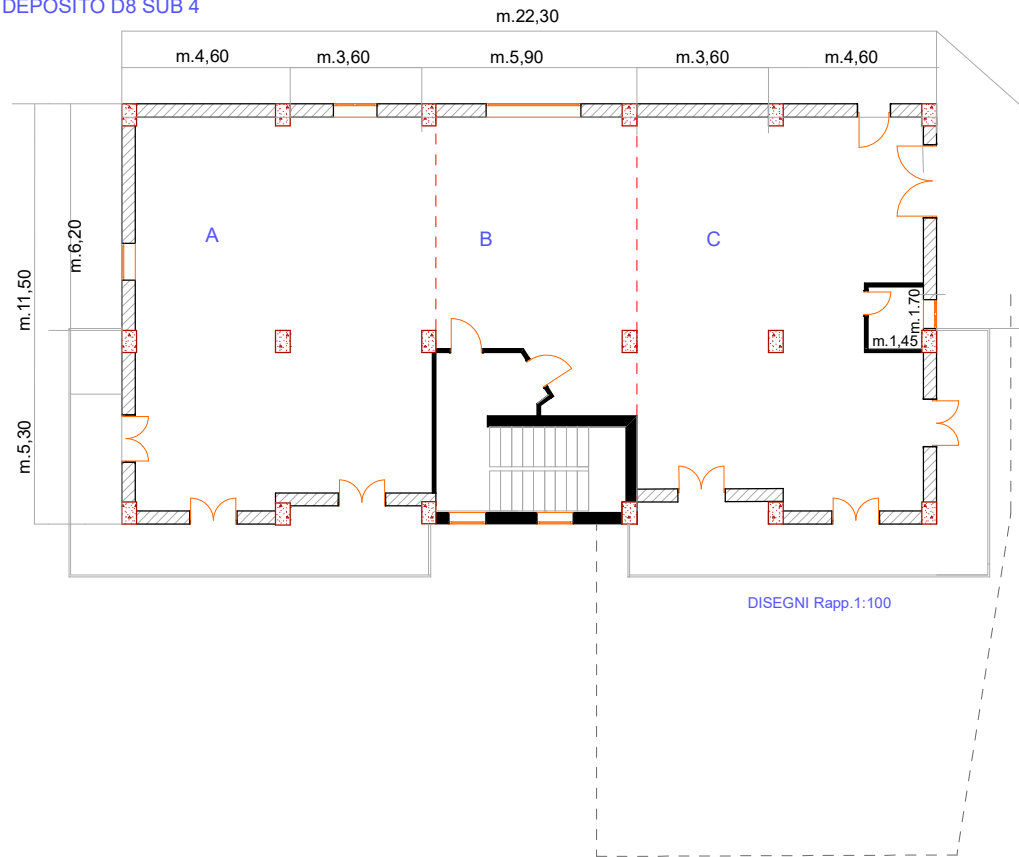 DEPOSITO D8 SUB 4
m.22,30
m.4,60 m.3,60 m.5,90 m.3,60 m.4,60
m.6,20
m.11,50
m.5,30
A B C
m.1.70
m.1,45
DISEGNI Rapp.1:100